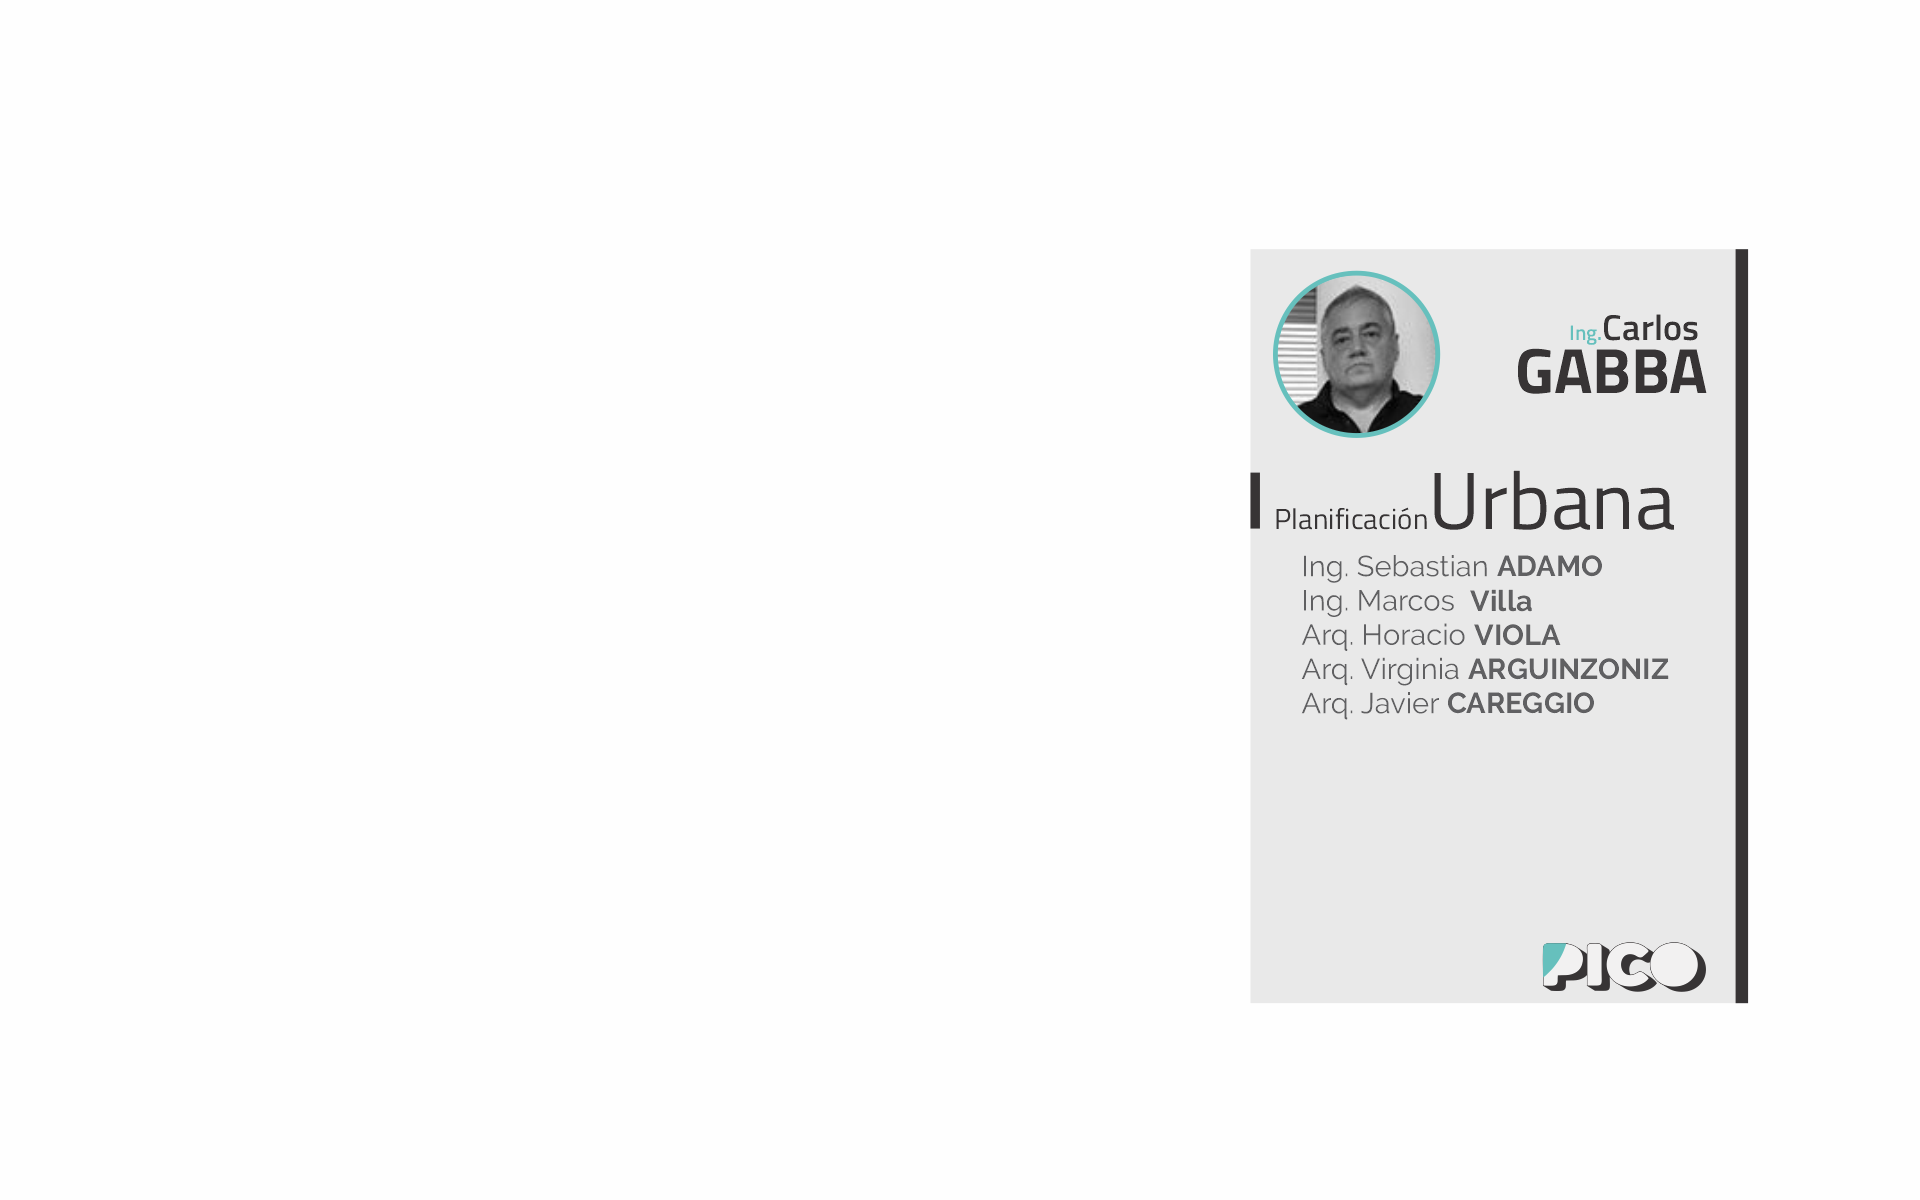 Ing. Carlos
GABBA
Planificación Urbana
Ing. Sebastian ADAMO
Ing. Marcos Villa
Arq. Horacio VIOLA
Arq. Virginia ARGUINZONIZ
Arq. Javier CAREGGIO
PICO